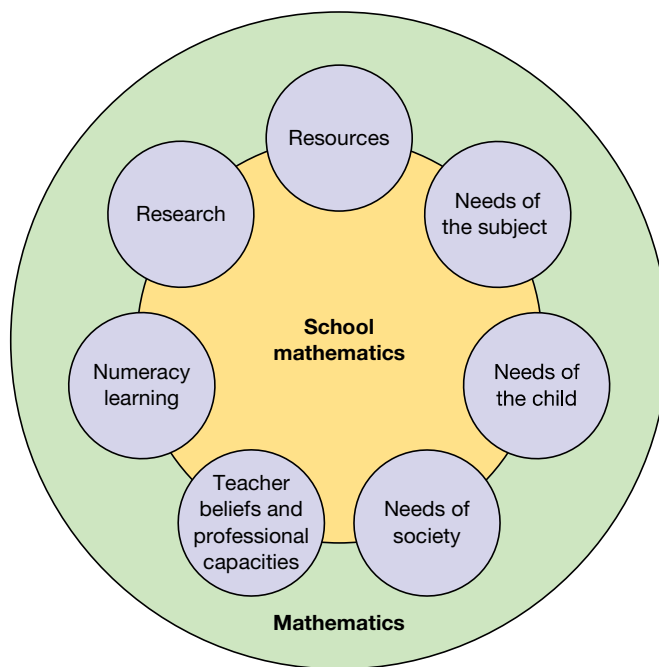 Resources
Needs of
the subject
Needs of
the child
Needs of
society
Teacher
beliefs and
professional
capacities
Numeracy
learning
Research
School
mathematics
Mathematics